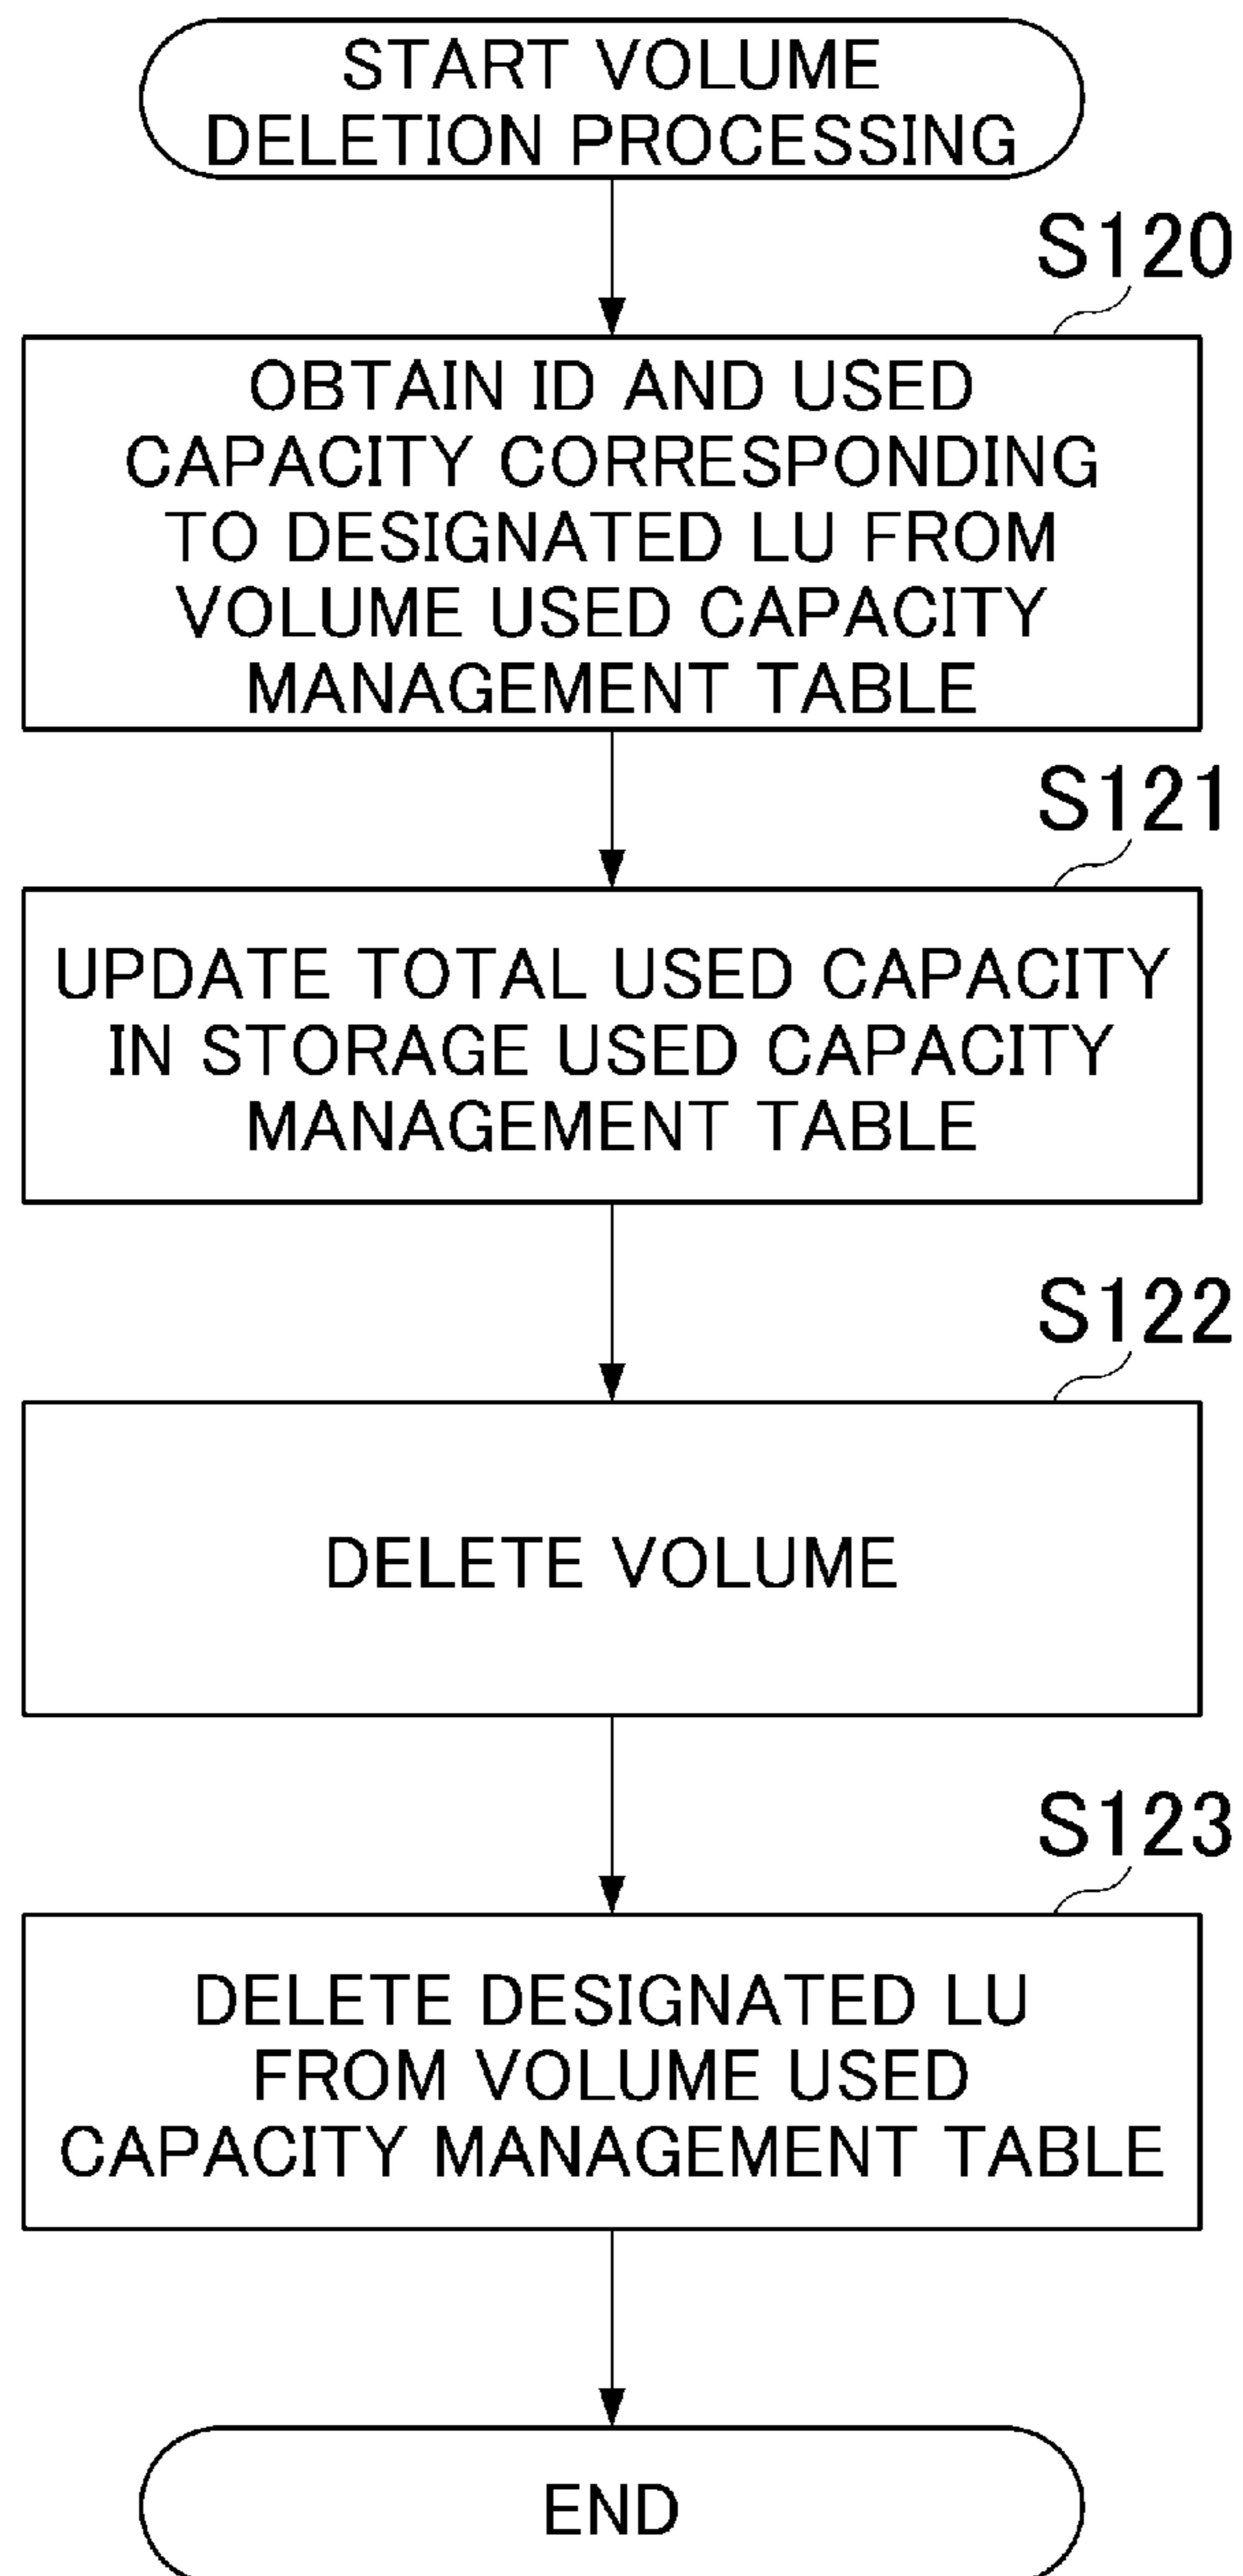 START VOLUME
DELETION PROCESSING
S120
OBTAIN ID AND USED
CAPACITY CORRESPONDING
TO DESIGNATED LU FROM
VOLUME USED CAPACITY
MANAGEMENT TABLE
S121
UPDATE TOTAL USED CAPACITY
IN STORAGE USED CAPACITY
MANAGEMENT TABLE
S122
DELETE VOLUME
S123
DELETE DESIGNATED LU
FROM VOLUME USED
CAPACITY MANAGEMENT TABLE
END